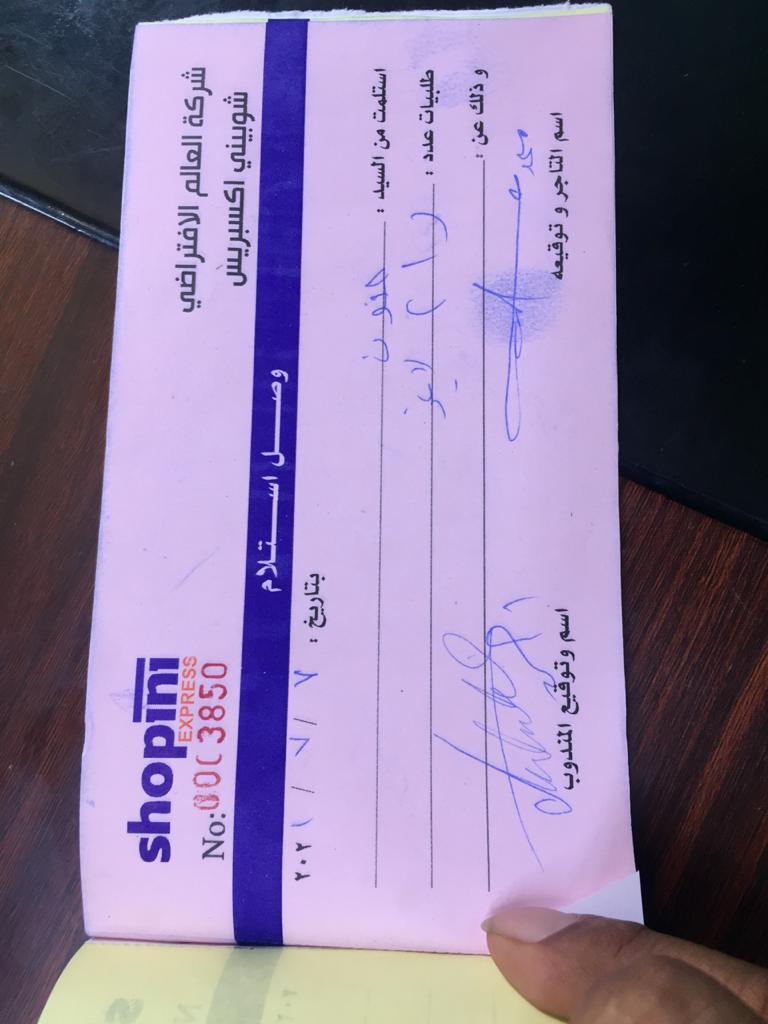 شركة العالم الافتراضي
شوبيني اكسبريس
shopini
EXPRESS
No: 3850
وصل استلام
بتاريخ : ٧ / ٧ / ٢٠٢١
استلمت من السيد :
طلبيات عدد :
و ذلك عن :
اسم التاجر و توقيعه
اسم وتوقيع المندوب